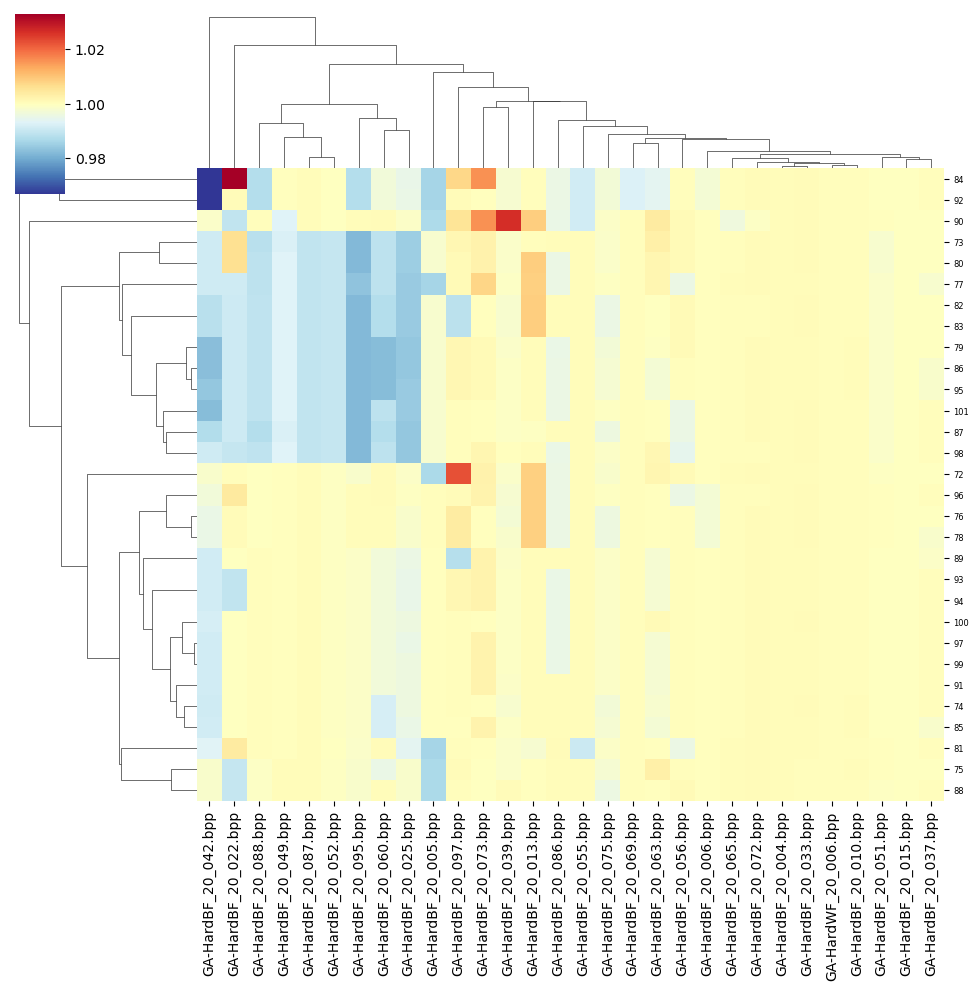 1.02
1.00
0.98
84
92
90
73
80
77
82
83
79
86
95
101
87
98
72
96
76
78
89
93
94
100
97
99
91
74
85
81
75
88
GA-HardBF_20_042.bpp
GA-HardBF_20_022.bpp
GA-HardBF_20_088.bpp
GA-HardBF_20_049.bpp
GA-HardBF_20_087.bpp
GA-HardBF_20_052.bpp
GA-HardBF_20_095.bpp
GA-HardBF_20_060.bpp
GA-HardBF_20_025.bpp
GA-HardBF_20_005.bpp
GA-HardBF_20_097.bpp
GA-HardBF_20_073.bpp
GA-HardBF_20_039.bpp
GA-HardBF_20_013.bpp
GA-HardBF_20_086.bpp
GA-HardBF_20_055.bpp
GA-HardBF_20_075.bpp
GA-HardBF_20_069.bpp
GA-HardBF_20_063.bpp
GA-HardBF_20_056.bpp
GA-HardBF_20_006.bpp
GA-HardBF_20_065.bpp
GA-HardBF_20_072.bpp
GA-HardBF_20_004.bpp
GA-HardBF_20_033.bpp
GA-HardWF_20_006.bpp
GA-HardBF_20_010.bpp
GA-HardBF_20_051.bpp
GA-HardBF_20_015.bpp
GA-HardBF_20_037.bpp